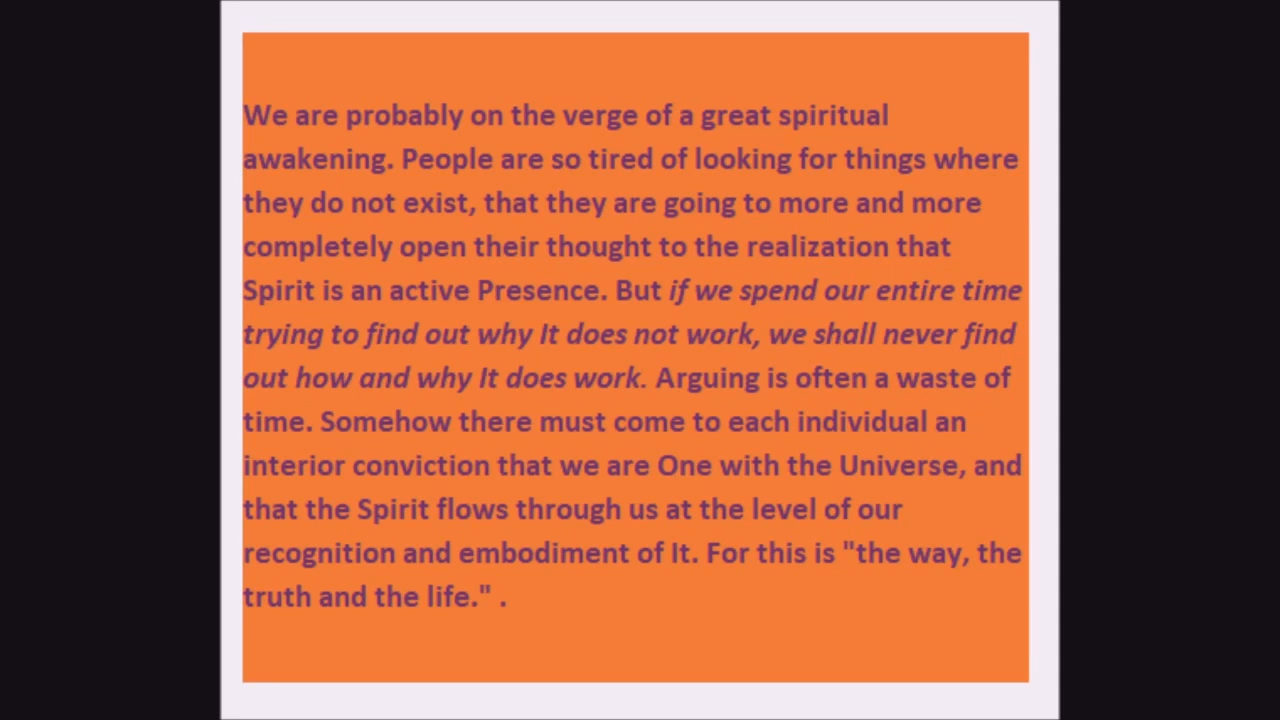 We are probably on the verge of a great spiritual
awakening. People are so tired of looking for things where
they do not exist, that they are going to more and more
completely open their thought to the realization that
Spirit is an active Presence. But if we spend our entire time
trying to find out why It does not work, we shall never find
out how and why It does work. Arguing is often a waste of
time. Somehow there must come to each individual an
interior conviction that we are One with the Universe, and
that the Spirit flows through us at the level of our
recognition and embodiment of It. For this is "the way, the
truth and the life." .